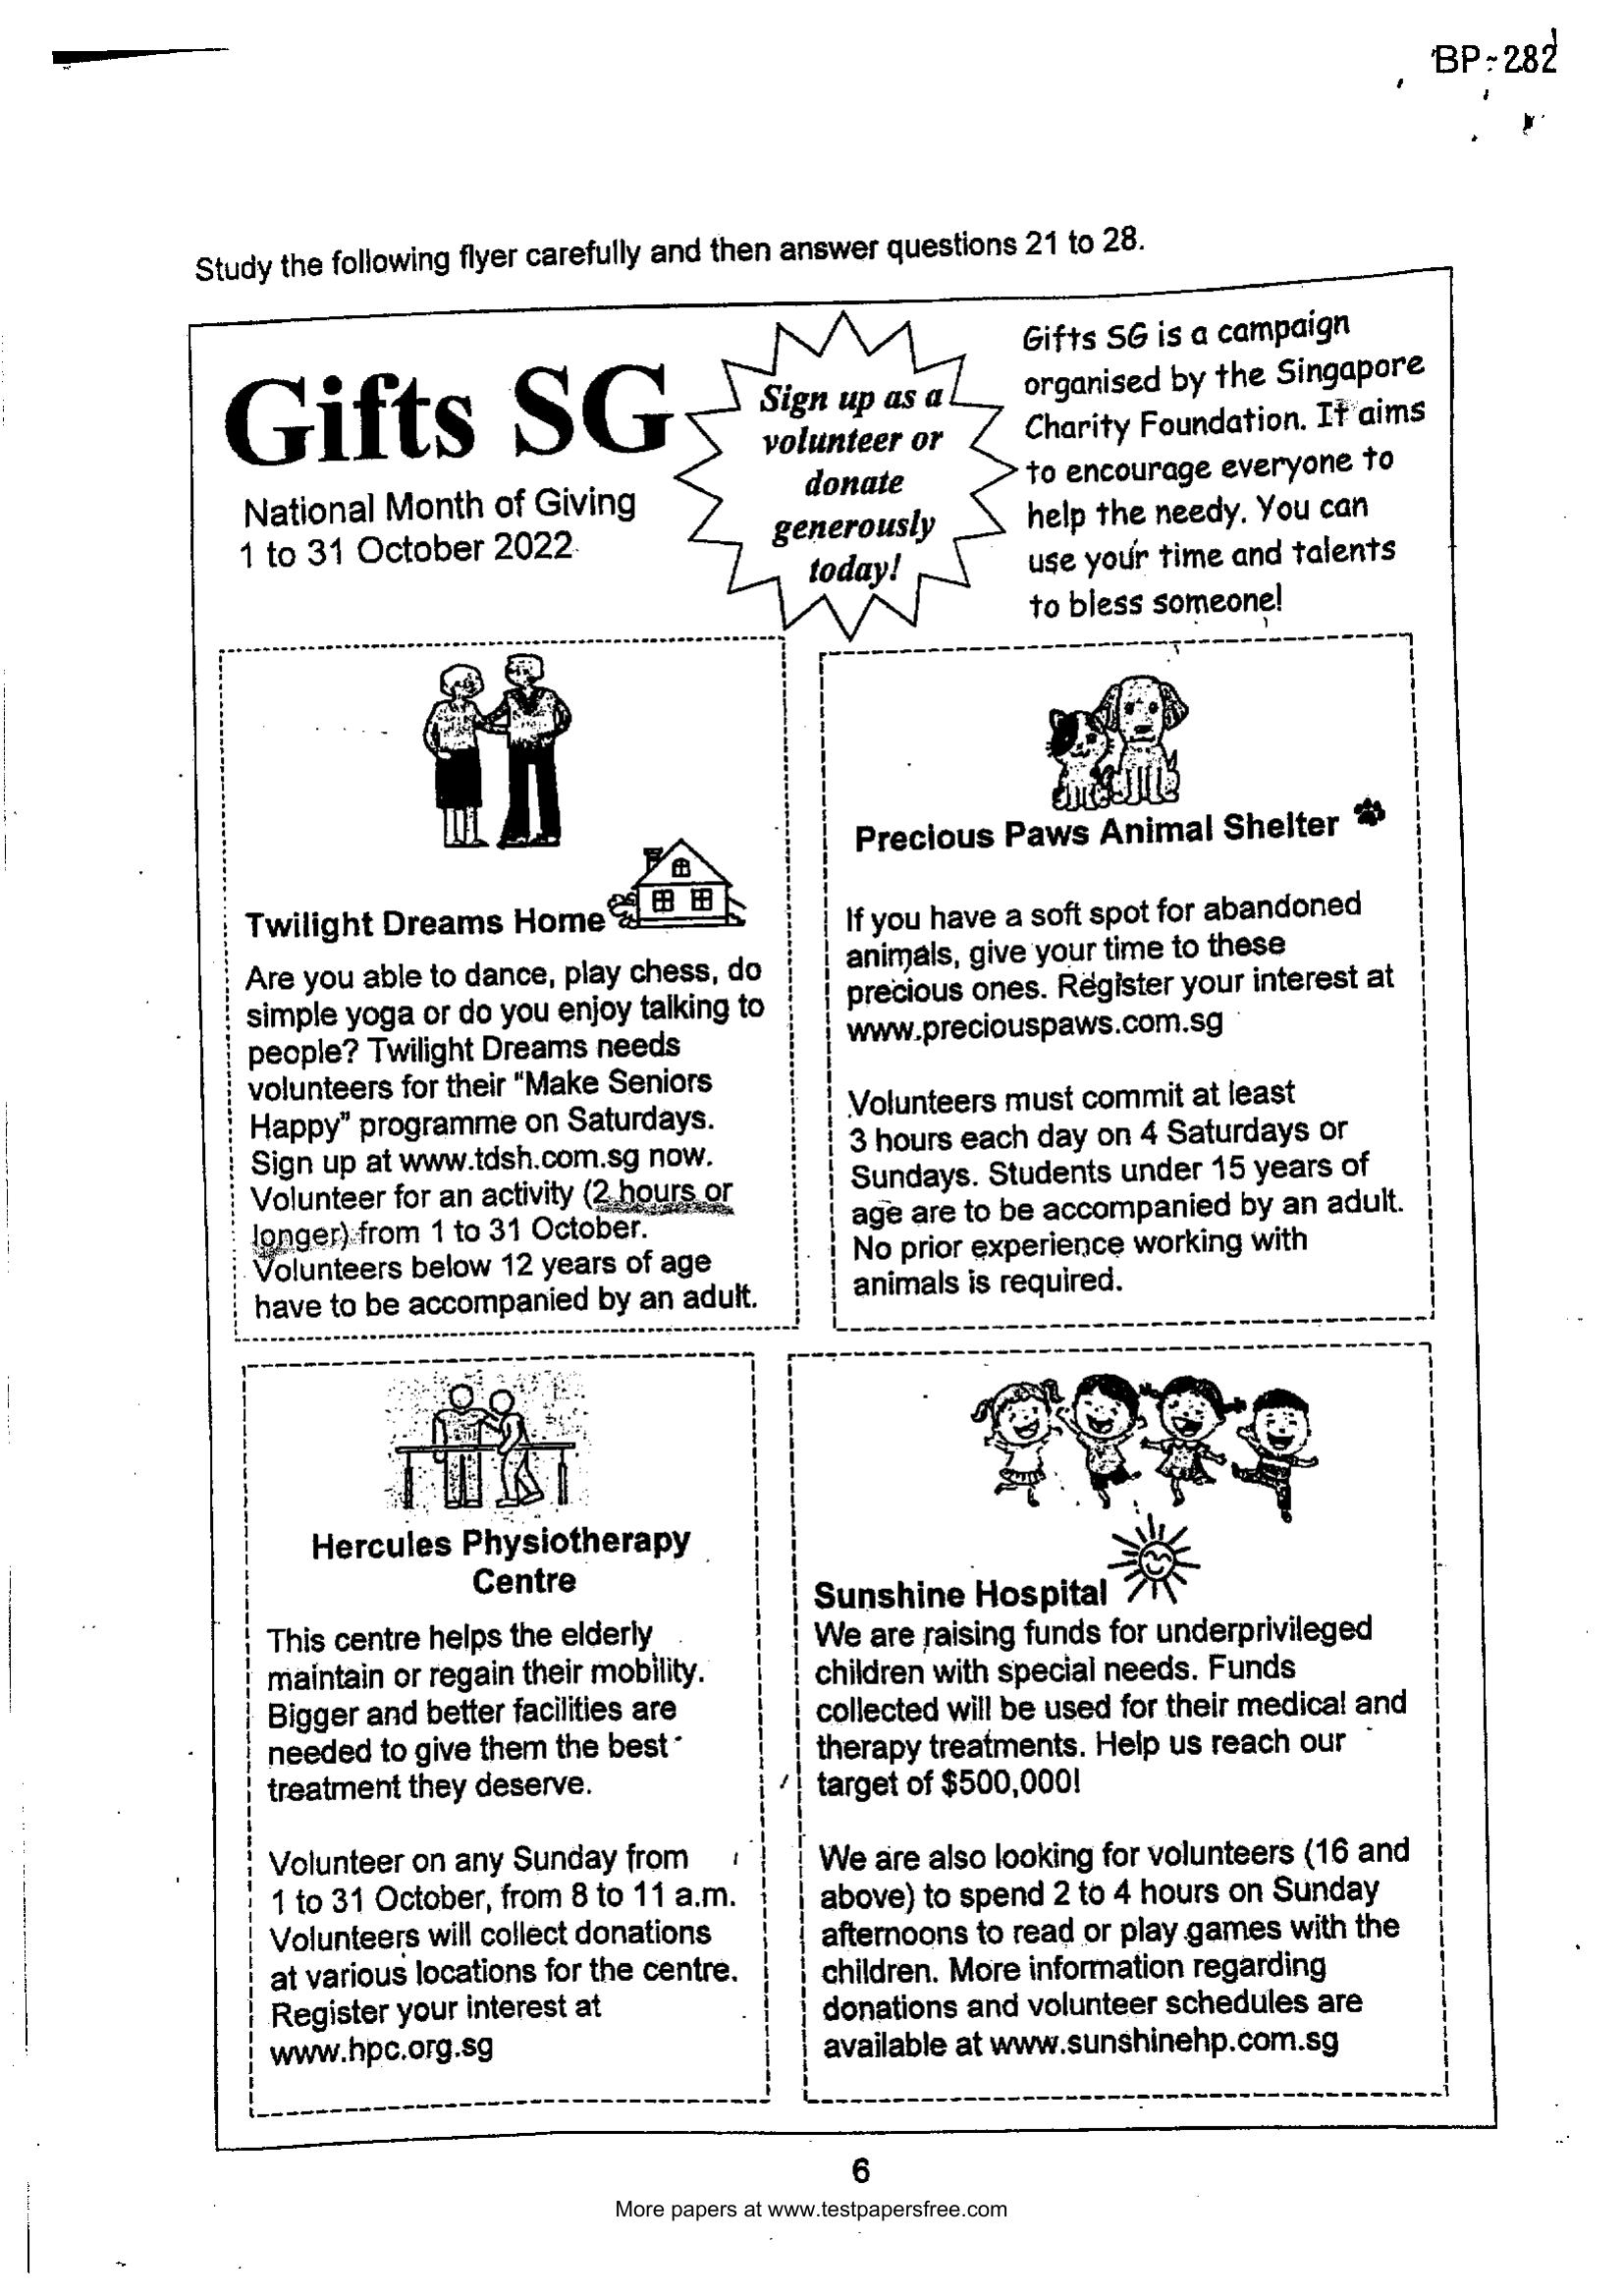 BP-282
Study the following flyer carefully and then answer questions 21 to 28.
Gifts SG
National Month of Giving
1 to 31 October 2022
Sign up as a
volunteer or
donate
generously
today!
Gifts SG is a campaign
organised by the Singapore
Charity Foundation. It aims
to encourage everyone to
help the needy. You can
use your time and talents
to bless someone!
Twilight Dreams Home
Are you able to dance, play chess, do
simple yoga or do you enjoy talking to
people? Twilight Dreams needs
volunteers for their "Make Seniors
Happy" programme on Saturdays.
Sign up at www.tdsh.com.sg now.
Volunteer for an activity (2 hours or
longer) from 1 to 31 October.
Volunteers below 12 years of age
have to be accompanied by an adult.
Precious Paws Animal Shelter
If you have a soft spot for abandoned
animals, give your time to these
precious ones. Register your interest at
www.preciouspaws.com.sg
Volunteers must commit at least
3 hours each day on 4 Saturdays or
Sundays. Students under 15 years of
age are to be accompanied by an adult.
No prior experience working with
animals is required.
Hercules Physiotherapy
Centre
This centre helps the elderly
maintain or regain their mobility.
Bigger and better facilities are
needed to give them the best
treatment they deserve.
Volunteer on any Sunday from
1 to 31 October, from 8 to 11 a.m.
Volunteers will collect donations
at various locations for the centre.
Register your interest at
www.hpc.org.sg
Sunshine Hospital
We are raising funds for underprivileged
children with special needs. Funds
collected will be used for their medical and
therapy treatments. Help us reach our
target of $500,000!
We are also looking for volunteers (16 and
above) to spend 2 to 4 hours on Sunday
afternoons to read or play games with the
children. More information regarding
donations and volunteer schedules are
available at www.sunshinehp.com.sg
6
More papers at www.testpapersfree.com